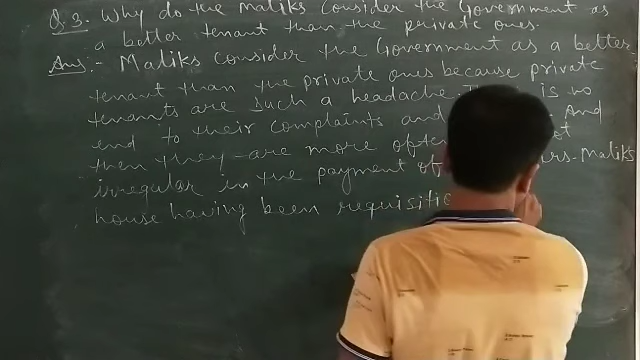 Q.3. Why do the Maliks consider the Government as
a better tenant than the private ones.
Ans:- Maliks consider the Government as a better
tenant than the private ones because private
tenants are such a headache. is no
end to their complaints and And
then they are more often not
irregular in the payment of Maliks
house having been requisitio